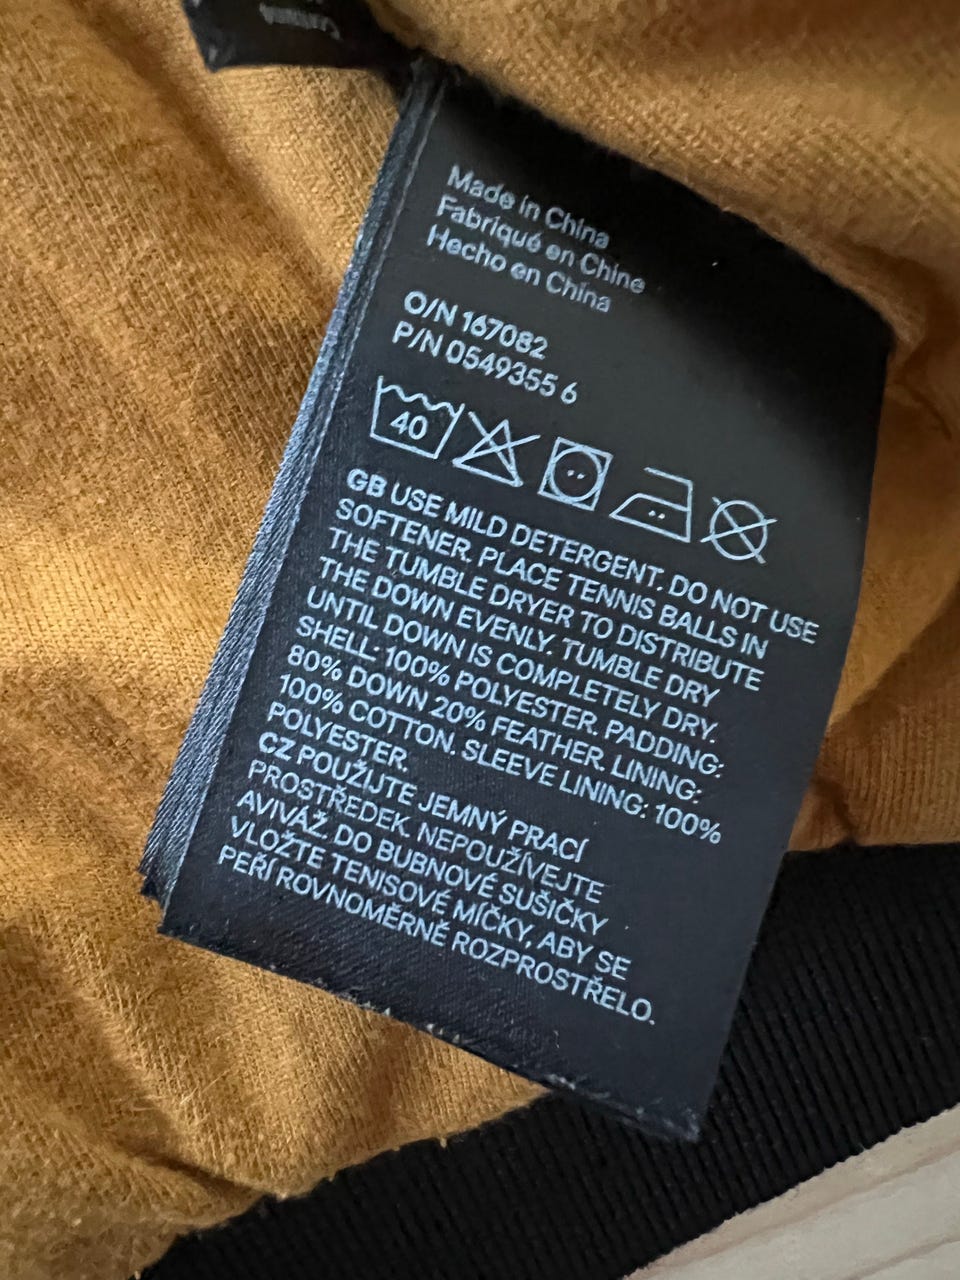 Made in China
Fabriqué en Chine
Hecho en China
O/N 167082
P/N 0549355 6
40
GB USE MILD DETERGENT. DO NOT USE
SOFTENER. PLACE TENNIS BALLS IN
THE TUMBLE DRYER TO DISTRIBUTE
THE DOWN EVENLY. TUMBLE DRY
UNTIL DOWN IS COMPLETELY DRY.
SHELL: 100% POLYESTER. PADDING:
80% DOWN 20% FEATHER. LINING:
100% COTTON. SLEEVE LINING: 100%
POLYESTER.
CZ POUŽIJTE JEMNÝ PRACÍ
PROSTŘEDEK. NEPOUŽÍVEJTE
AVIVÁŽ. DO BUBNOVÉ SUŠIČKY
VLOŽTE TENISOVÉ MÍČKY, ABY SE
PEŘÍ ROVNOMĚRNĚ ROZPROSTŘELO.